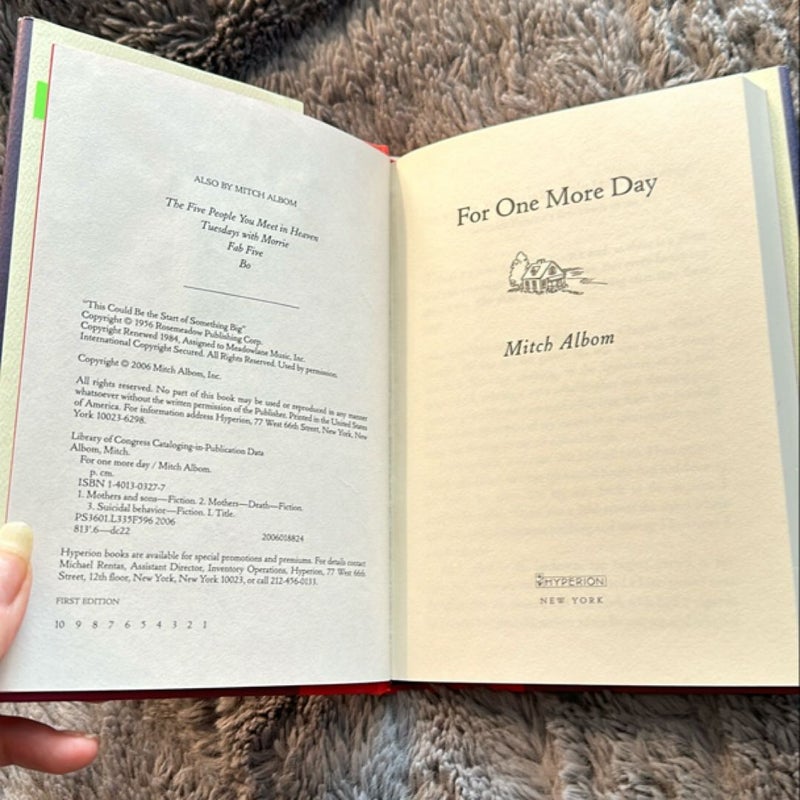 ALSO BY MITCH ALBOM
The Five People You Meet in Heaven
Tuesdays with Morrie
Fab Five
Bo
"This Could Be the Start of Something Big"
Copyright © 1956 Rosemeadow Publishing Corp.
Copyright Renewed 1984, Assigned to Meadowlane Music, Inc.
International Copyright Secured. All Rights Reserved. Used by permission.
Copyright © 2006 Mitch Albom, Inc.
All rights reserved. No part of this book may be used or reproduced in any manner
whatsoever without the written permission of the Publisher. Printed in the United States
of America. For information address Hyperion, 77 West 66th Street, New York, New
York 10023-6298.
Library of Congress Cataloging-in-Publication Data
Albom, Mitch.
For one more day / Mitch Albom.
p. cm.
ISBN 1-4013-0327-7
1. Mothers and sons—Fiction. 2. Mothers—Death—Fiction.
3. Suicidal behavior—Fiction. I. Title.
PS3601.L335F596 2006
813'.6—dc22
2006018824
Hyperion books are available for special promotions and premiums. For details contact
Michael Rentas, Assistant Director, Inventory Operations, Hyperion, 77 West 66th
Street, 12th floor, New York, New York 10023, or call 212-456-0133.
FIRST EDITION
10 9 8 7 6 5 4 3 2 1
For One More Day
Mitch Albom
HYPERION
NEW YORK